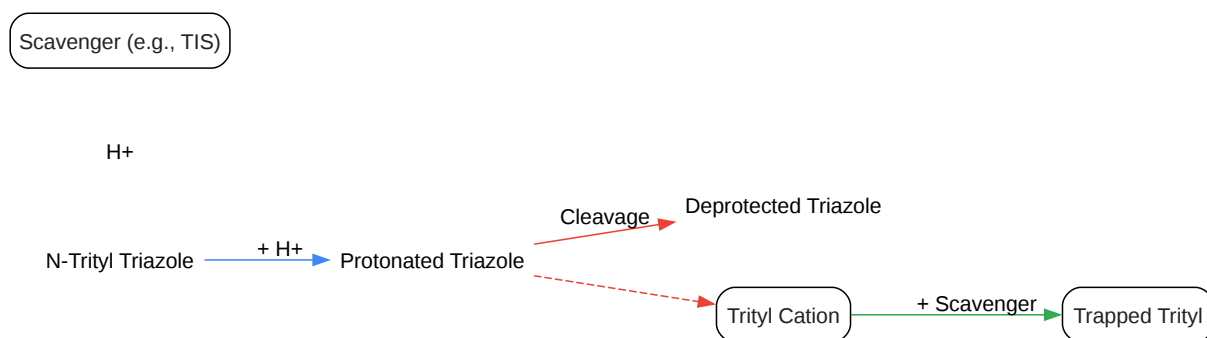 Scavenger (e.g., TIS)
H+
Cleavage
Deprotected Triazole
N-Trityl Triazole
+ H+
Protonated Triazole
Trityl Cation
+ Scavenger
Trapped Trityl